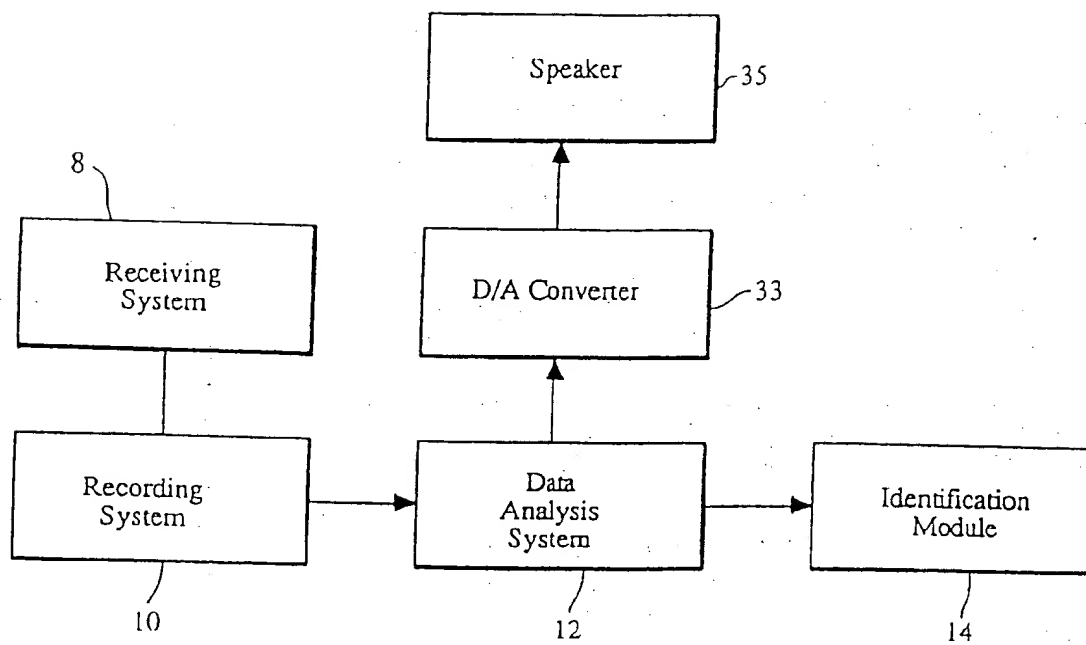 Speaker
35
8
Receiving
System
D/A Converter
33
Recording
System
Data
Analysis
System
Identification
Module
10
12
14